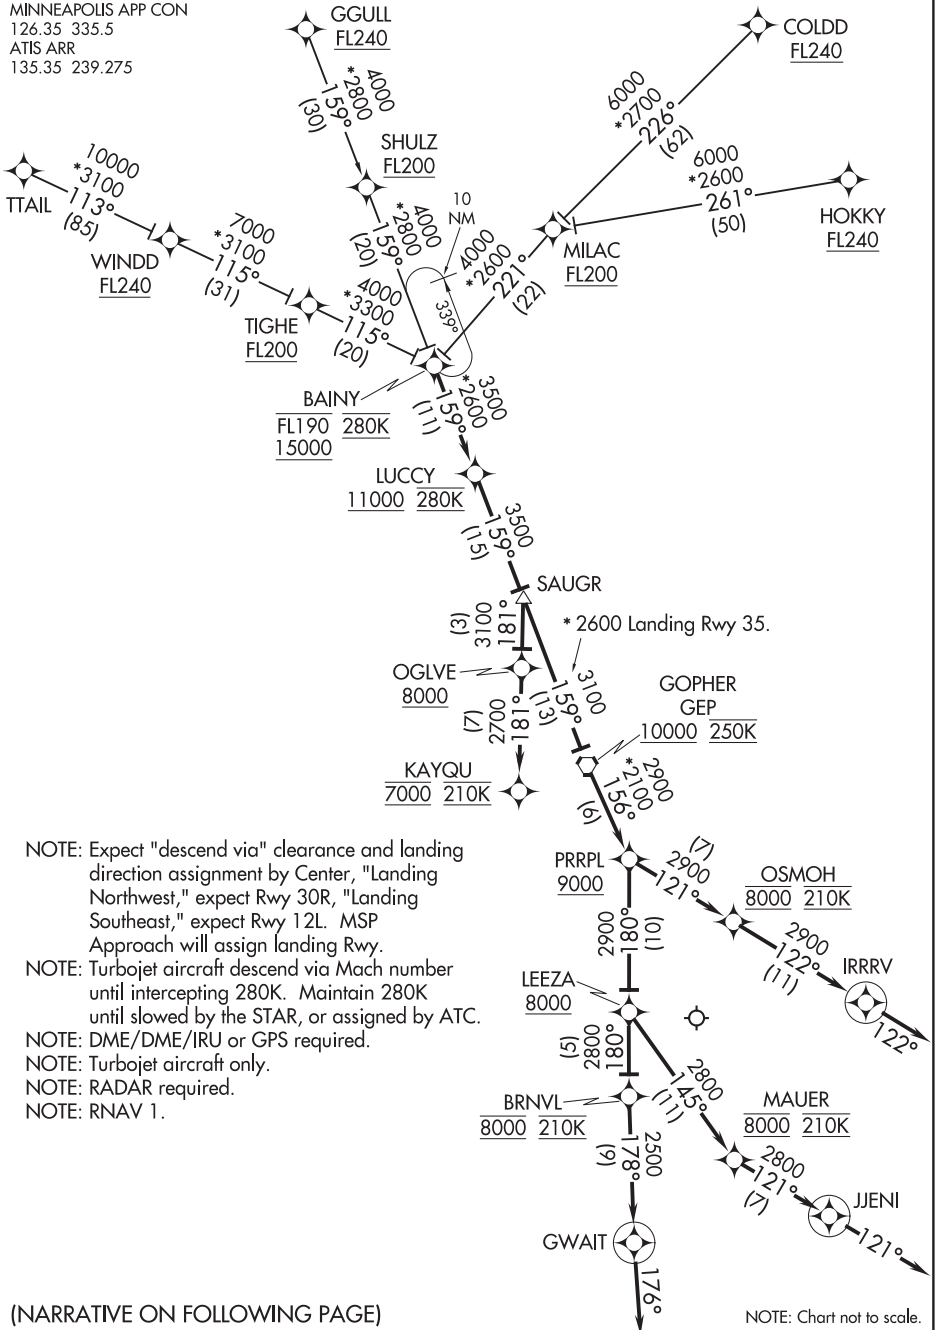 MINNEAPOLIS APP CON
126.35 335.5
ATIS ARR
135.35 239.275
GGULL
FL240
COLDD
FL240
4000
*2800
159°
(30)
6000
*2700
226°
(62)
SHULZ
FL200
10000
*3100
113°
(85)
TTAIL
6000
*2600
261°
(50)
HOKKY
FL240
10
NM
4000
*2800
159°
(20)
MILAC
FL200
WINDD
FL240
7000
*3100
115°
(31)
4000
*2600
221°
(22)
339°
TIGHE
FL200
4000
*3300
115°
(20)
BAINY
FL190 280K
15000
3500
*2600
159°
(11)
LUCCY
11000 280K
3500
159°
(15)
SAUGR
(3)
3100
181°
*2600 Landing Rwy 35.
OGLVE
8000
3100
159°
(13)
GOPHER
GEP
10000 250K
(7)
2700
181°
KAYQU
7000 210K
2900
*2100
156°
(6)
NOTE: Expect "descend via" clearance and landing
direction assignment by Center, "Landing
Northwest," expect Rwy 30R, "Landing
Southeast," expect Rwy 12L. MSP
Approach will assign landing Rwy.
NOTE: Turbojet aircraft descend via Mach number
until intercepting 280K. Maintain 280K
until slowed by the STAR, or assigned by ATC.
NOTE: DME/DME/IRU or GPS required.
NOTE: Turbojet aircraft only.
NOTE: RADAR required.
NOTE: RNAV 1.
PRRPL
9000
(7)
2900
121°
OSMOH
8000 210K
2900
180°
(10)
2900
122°
(11)
IRRRV
122°
LEEZA
8000
(5)
2800
180°
2800
145°
(11)
BRNVL
8000 210K
MAUER
8000 210K
2500
178°
(9)
2800
121°
(7)
JJENI
121°
GWAIT
176°
(NARRATIVE ON FOLLOWING PAGE)
NOTE: Chart not to scale.